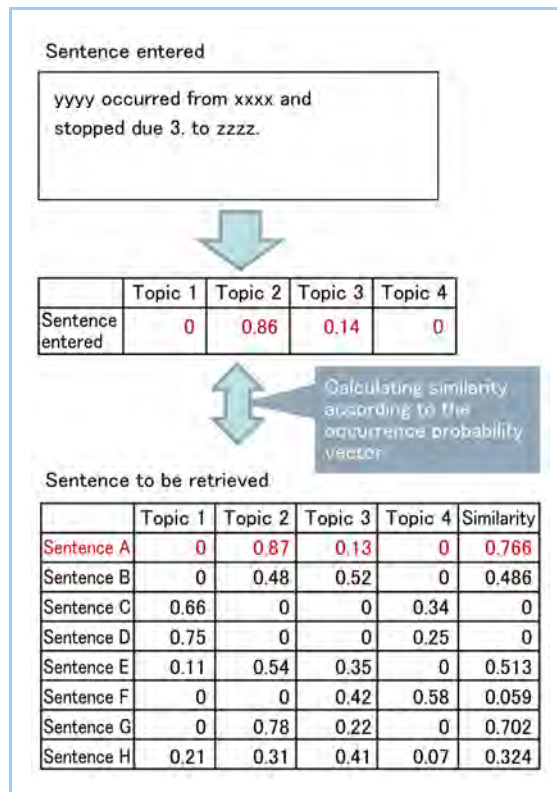 Sentence entered
yyyy occurred from xxxx and
stopped due 3. to zzzz.
Topic 1 Topic 2 Topic 3 Topic 4
Sentence entered 0 0.86 0.14 0
Calculating similarity
according to the
occurrence probability
vector
Sentence to be retrieved
Topic 1 Topic 2 Topic 3 Topic 4 Similarity
Sentence A 0 0.87 0.13 0 0.766
Sentence B 0 0.48 0.52 0 0.486
Sentence C 0.66 0 0 0.34 0
Sentence D 0.75 0 0 0.25 0
Sentence E 0.11 0.54 0.35 0 0.513
Sentence F 0 0 0.42 0.58 0.059
Sentence G 0 0.78 0.22 0 0.702
Sentence H 0.21 0.31 0.41 0.07 0.324